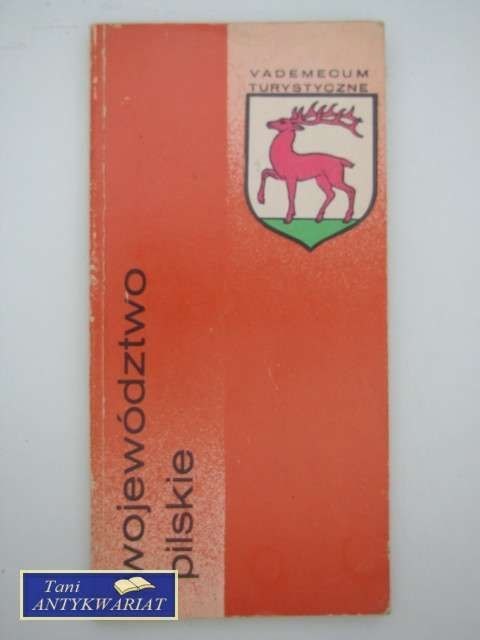 VADEMECUM
TURYSTYCZNE
województwo
pilskie
Tani
ANTYKWARIAT